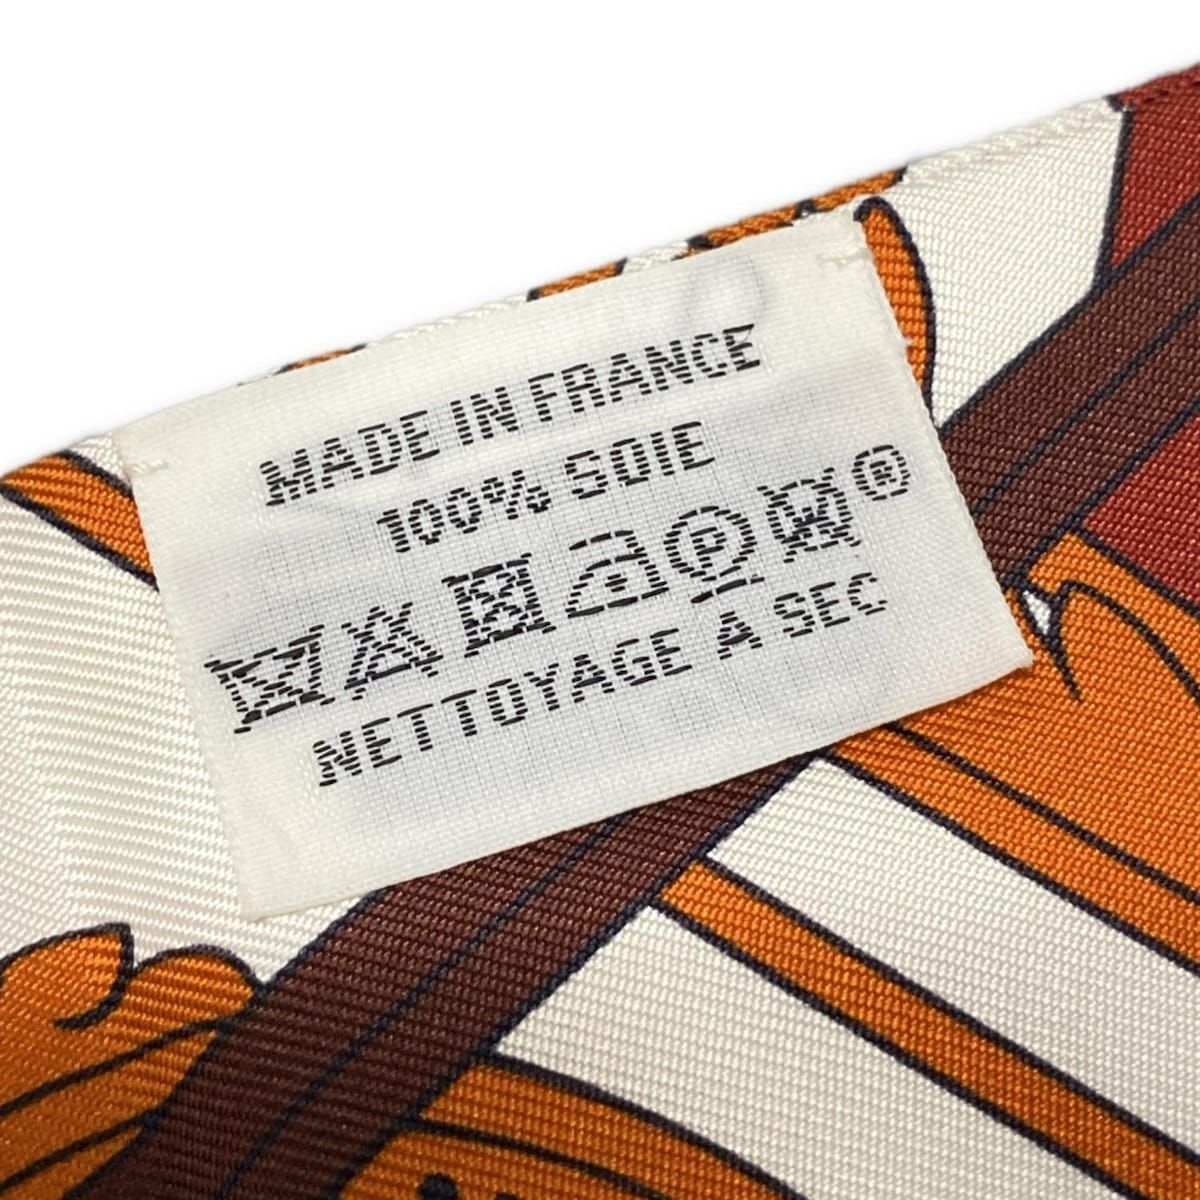 MADE IN FRANCE
100% SOIE
P ®
NETTOYAGE A SEC